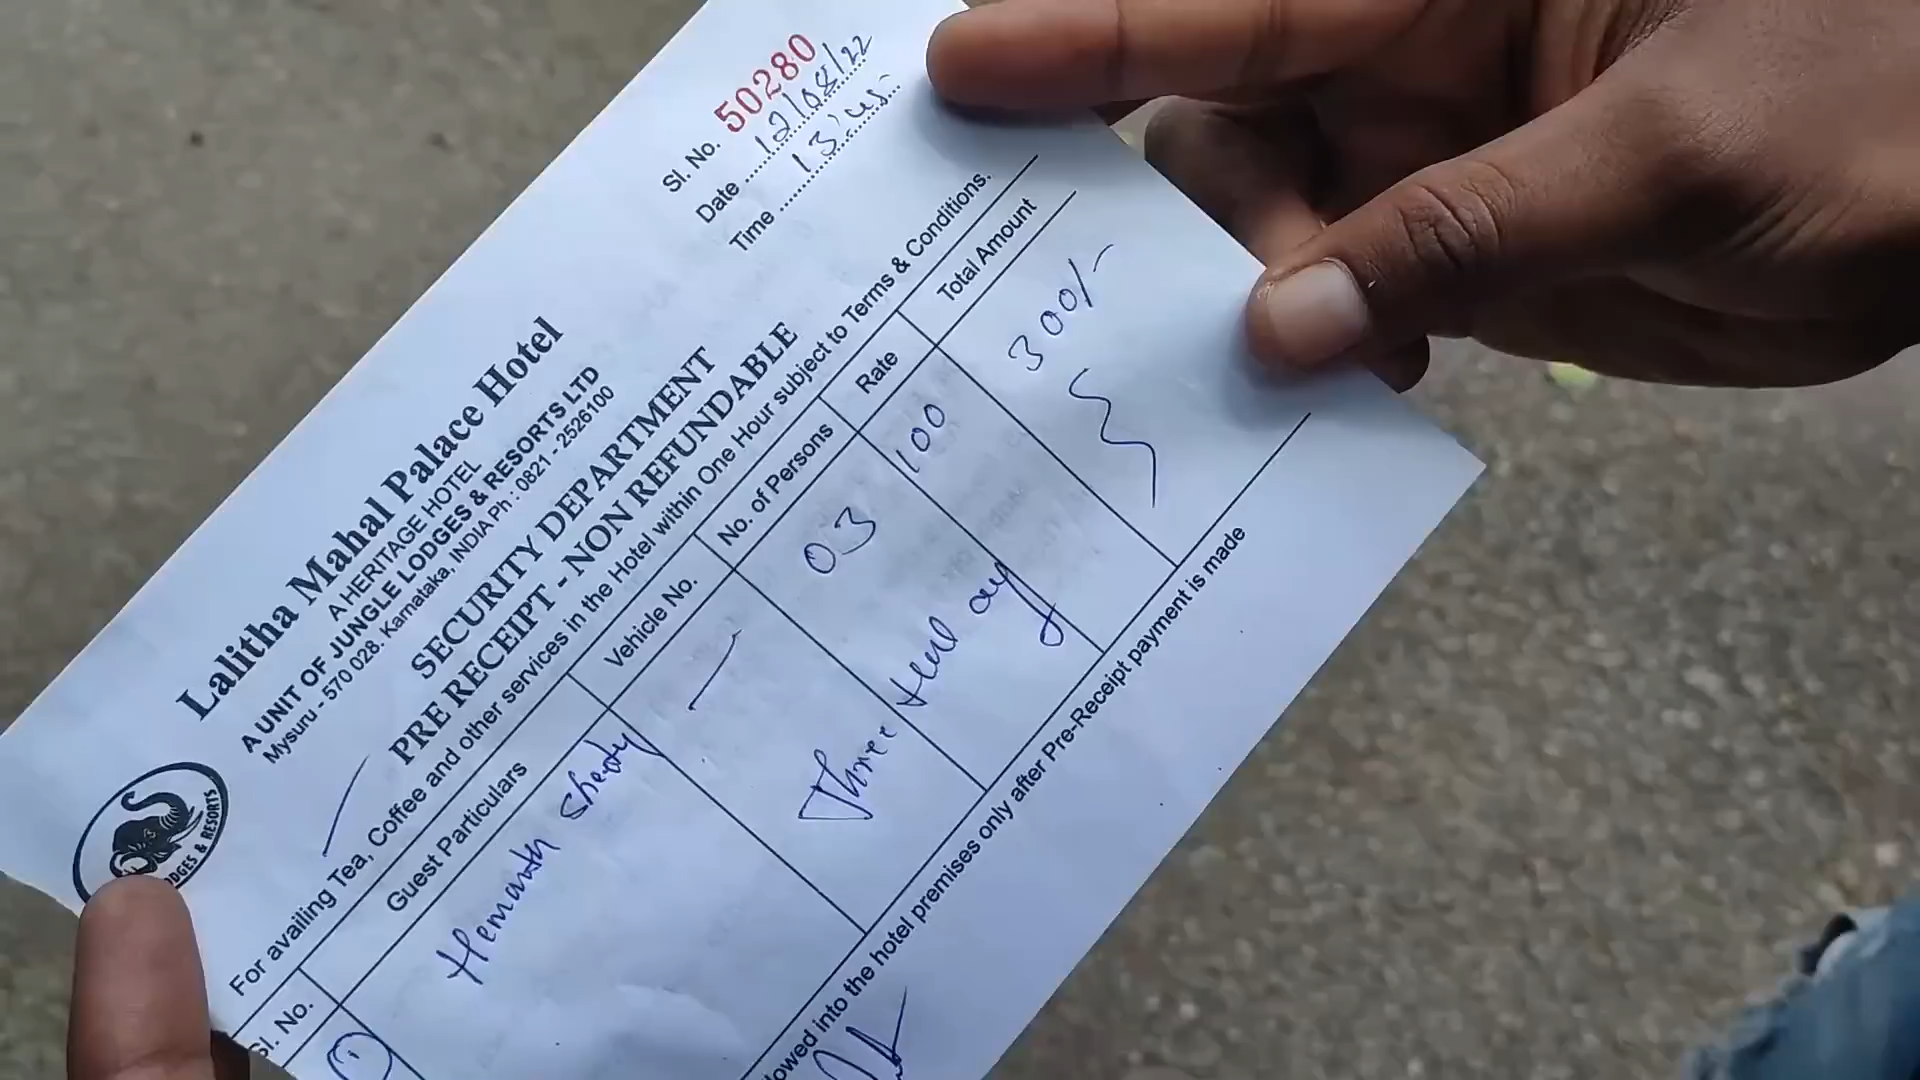 Lalitha Mahal Palace Hotel
A HERITAGE HOTEL
A UNIT OF JUNGLE LODGES & RESORTS LTD
Mysuru - 570 028. Karnataka, INDIA Ph : 0821 - 2526100
Sl. No. 50280
Date 12/08/22
Time 13
SECURITY DEPARTMENT
PRE RECEIPT - NON REFUNDABLE
For availing Tea, Coffee and other services in the Hotel within One Hour subject to Terms & Conditions.
Sl. No. Guest Particulars Vehicle No. No. of Persons Rate Total Amount
1 Hemanth Shetty — 03 100 300/-
Three
lowed into the hotel premises only after Pre-Receipt payment is made
ODGES & RESORTS